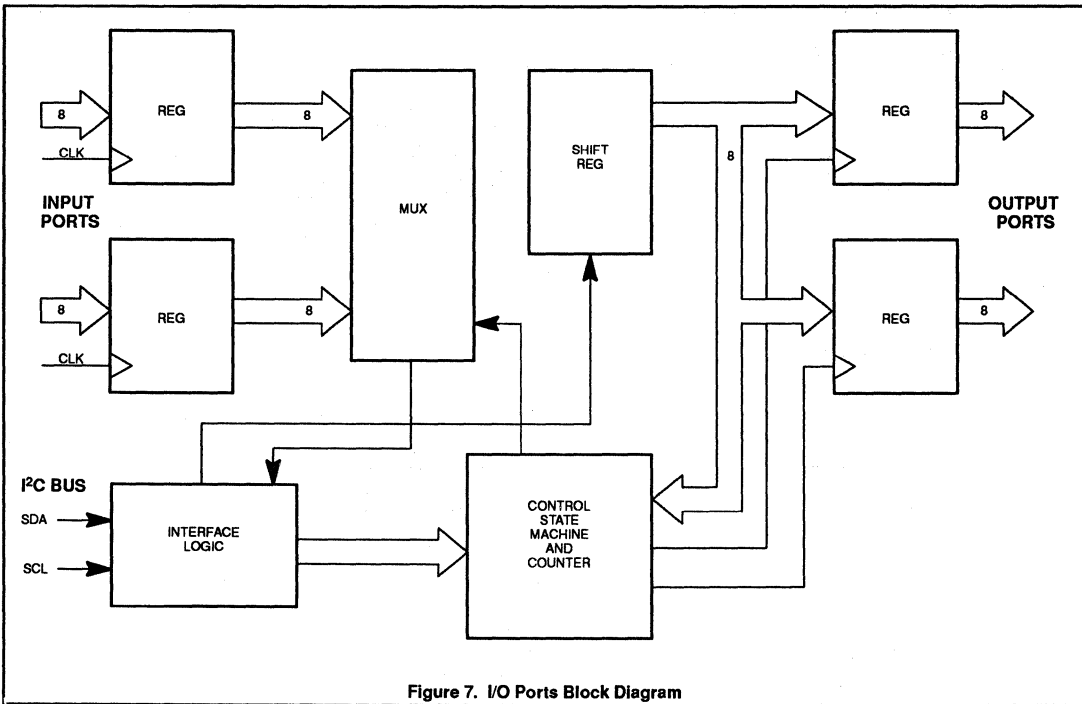 8
REG
8
CLK
INPUT
PORTS
8
REG
8
CLK
MUX
SHIFT
REG
8
REG
8
OUTPUT
PORTS
REG
8
I²C BUS
SDA
SCL
INTERFACE
LOGIC
CONTROL
STATE
MACHINE
AND
COUNTER
Figure 7. I/O Ports Block Diagram